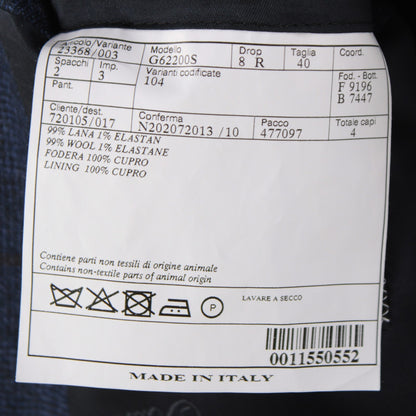 Articolo/Variante Modello Drop Taglia Coord.
23368/003 G62200S 8 R 40
Spacchi Imp. Varianti codificate Fod. - Bott.
2 3 104 F 9196
Pant. B 7447
Cliente/dest. Conferma Pacco Totale capi
720105/017 N202072013 /10 477097 4
99% LANA 1% ELASTAN
99% WOOL 1% ELASTANE
FODERA 100% CUPRO
LINING 100% CUPRO
Contiene parti non tessili di origine animale
Contains non-textile parts of animal origin
P LAVARE A SECCO
0011550552
MADE IN ITALY